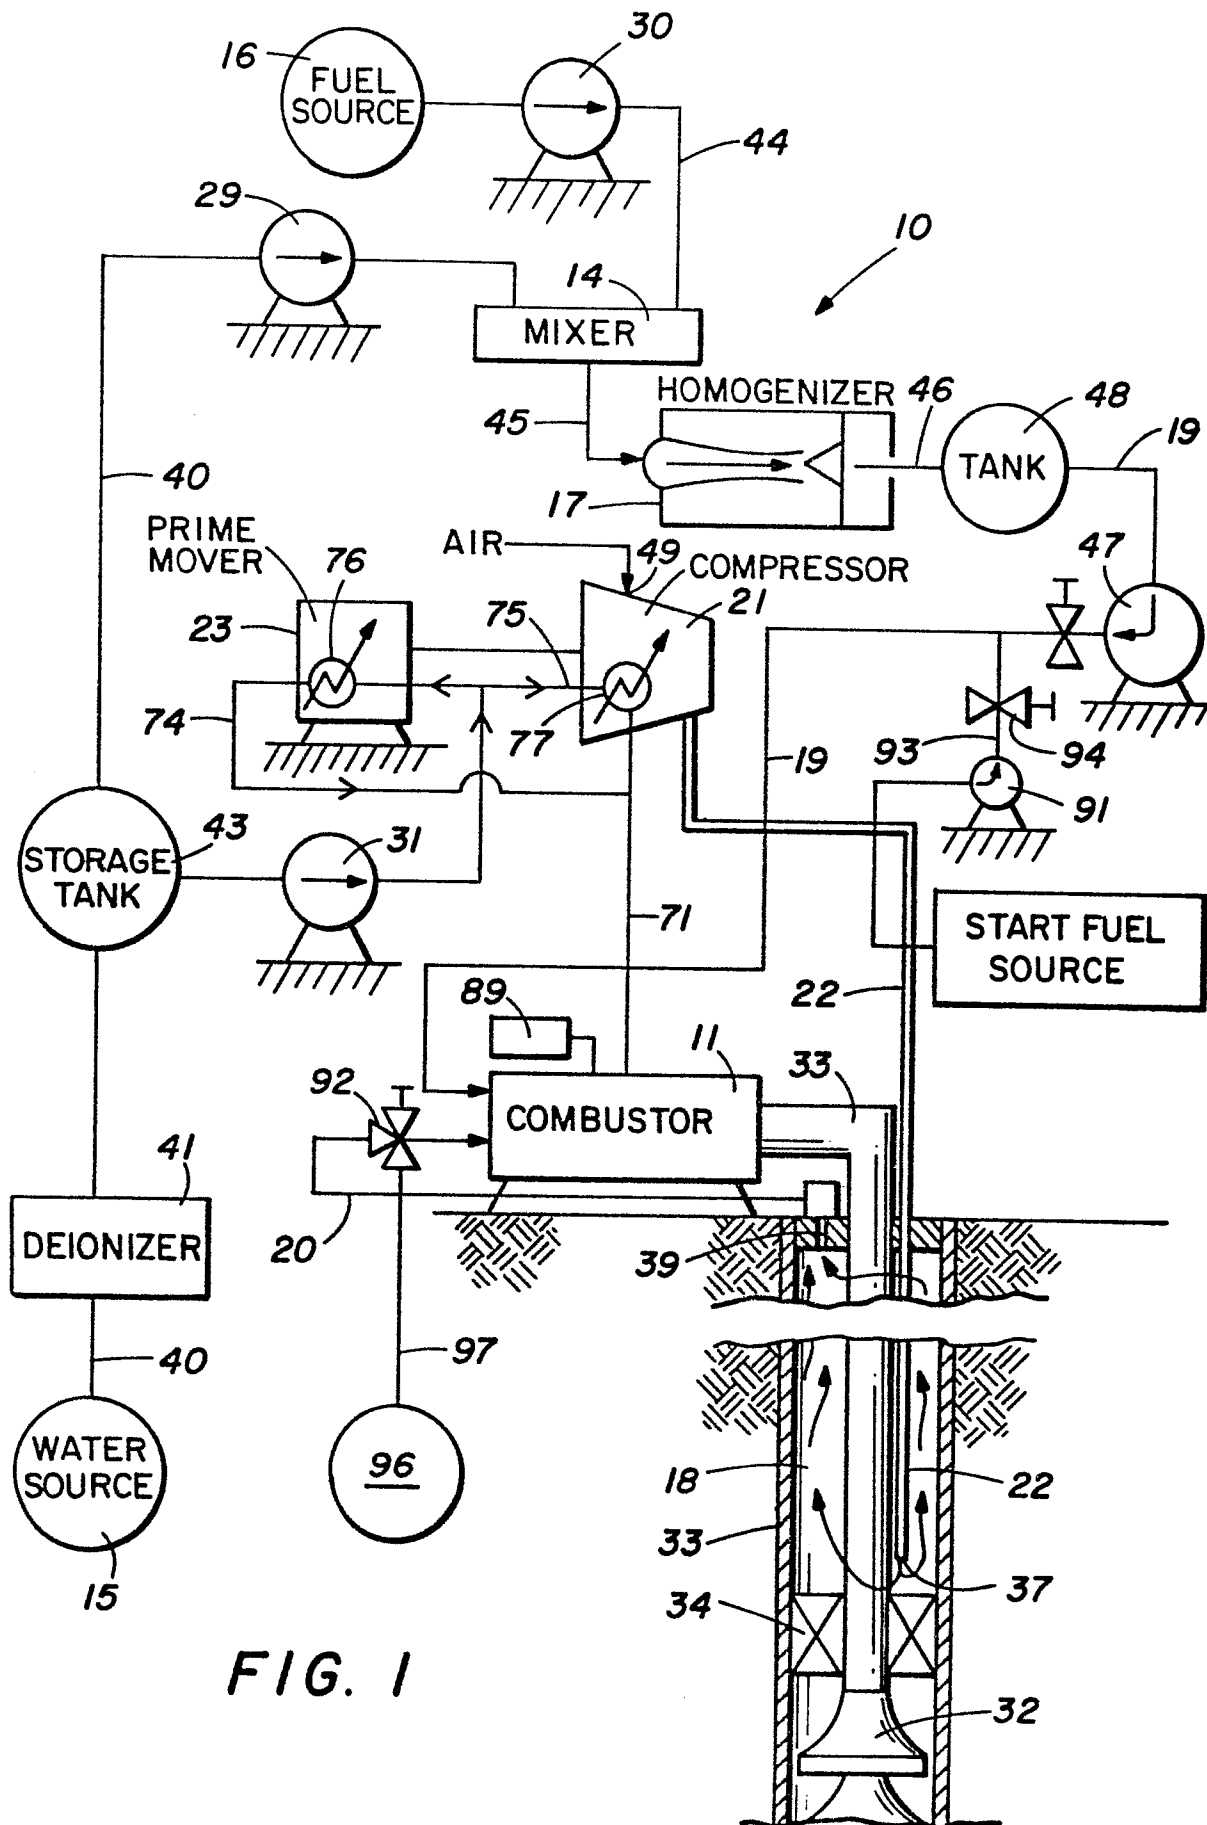 30
16
FUEL
SOURCE
44
29
10
14
MIXER
HOMOGENIZER
46
48
45
19
TANK
40
17
PRIME
MOVER
76
AIR
49
COMPRESSOR
47
23
75
21
74
77
19
93
94
91
43
31
STORAGE
TANK
71
START FUEL
SOURCE
22
89
11
33
92
COMBUSTOR
41
20
DEIONIZER
39
40
97
WATER
SOURCE
96
18
22
33
37
15
34
FIG. 1
32